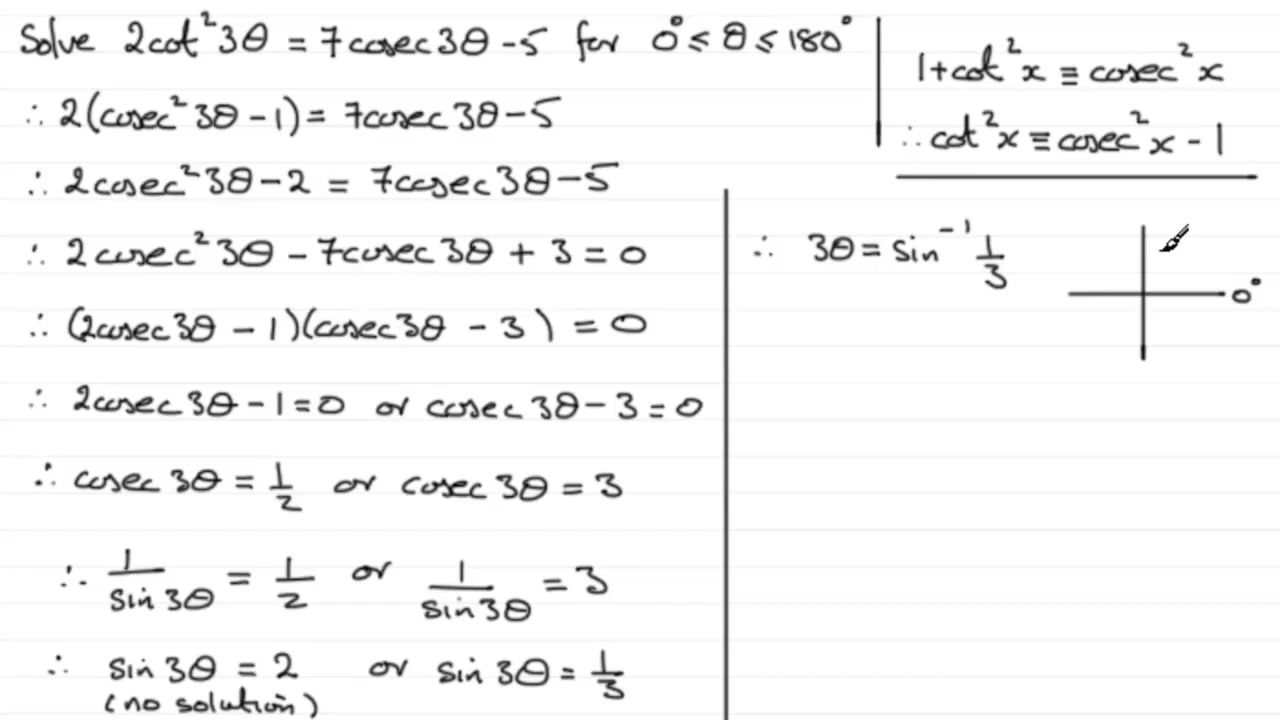 Solve 2cot²3θ = 7cosec3θ - 5 for 0° ≤ θ ≤ 180°
∴ 2(cosec²3θ - 1) = 7cosec3θ - 5
∴ 2cosec²3θ - 2 = 7cosec3θ - 5
∴ 2cosec²3θ - 7cosec3θ + 3 = 0
∴ (2cosec3θ - 1)(cosec3θ - 3) = 0
∴ 2cosec3θ - 1 = 0 or cosec3θ - 3 = 0
∴ cosec3θ = 1/2 or cosec3θ = 3
∴ 1/sin3θ = 1/2 or 1/sin3θ = 3
∴ sin3θ = 2 or sin3θ = 1/3
(no solution)
1 + cot²x ≡ cosec²x
∴ cot²x ≡ cosec²x - 1
∴ 3θ = sin⁻¹ 1/3
0°